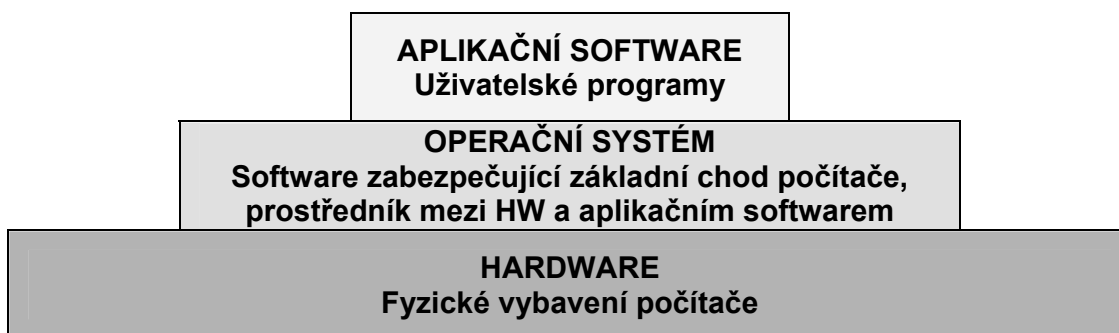 APLIKAČNÍ SOFTWARE
Uživatelské programy
OPERAČNÍ SYSTÉM
Software zabezpečující základní chod počítače,
prostředník mezi HW a aplikačním softwarem
HARDWARE
Fyzické vybavení počítače